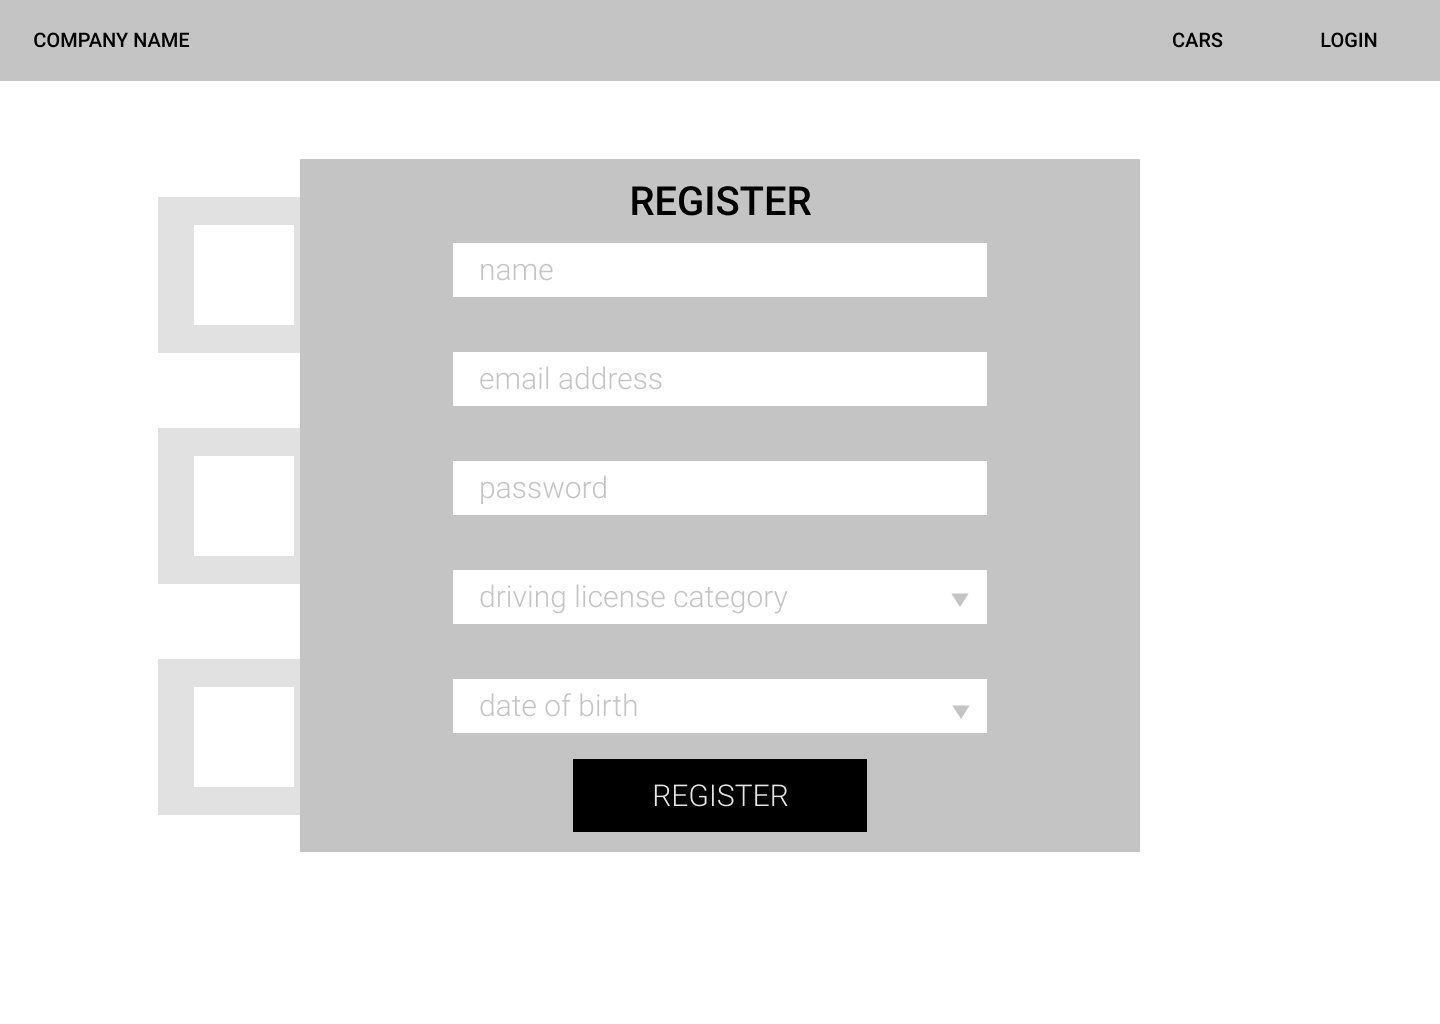 COMPANY NAME
CARS
LOGIN
REGISTER
name
email address
password
driving license category
date of birth
REGISTER